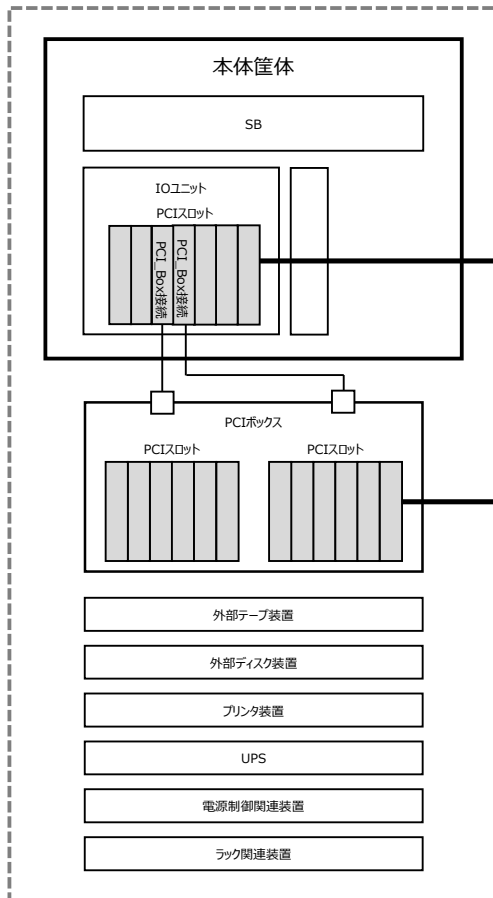 本体筐体
SB
IOユニット
PCIスロット
PCI_Box接続
PCI_Box接続
PCIボックス
PCIスロット
PCIスロット
外部テープ装置
外部ディスク装置
プリンタ装置
UPS
電源制御関連装置
ラック関連装置